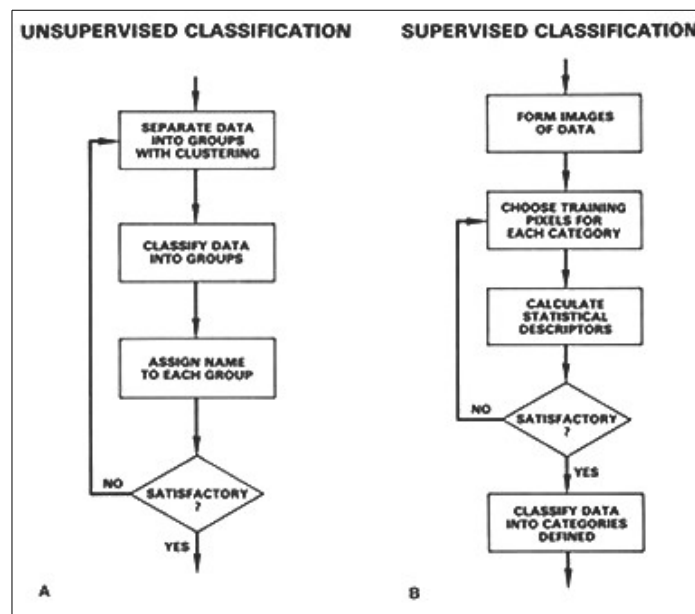 UNSUPERVISED CLASSIFICATION
SEPARATE DATA
INTO GROUPS
WITH CLUSTERING
CLASSIFY DATA
INTO GROUPS
ASSIGN NAME
TO EACH GROUP
NO
SATISFACTORY
?
YES
A
SUPERVISED CLASSIFICATION
FORM IMAGES
OF DATA
CHOOSE TRAINING
PIXELS FOR
EACH CATEGORY
CALCULATE
STATISTICAL
DESCRIPTORS
NO
SATISFACTORY
?
YES
CLASSIFY DATA
INTO CATEGORIES
DEFINED
B